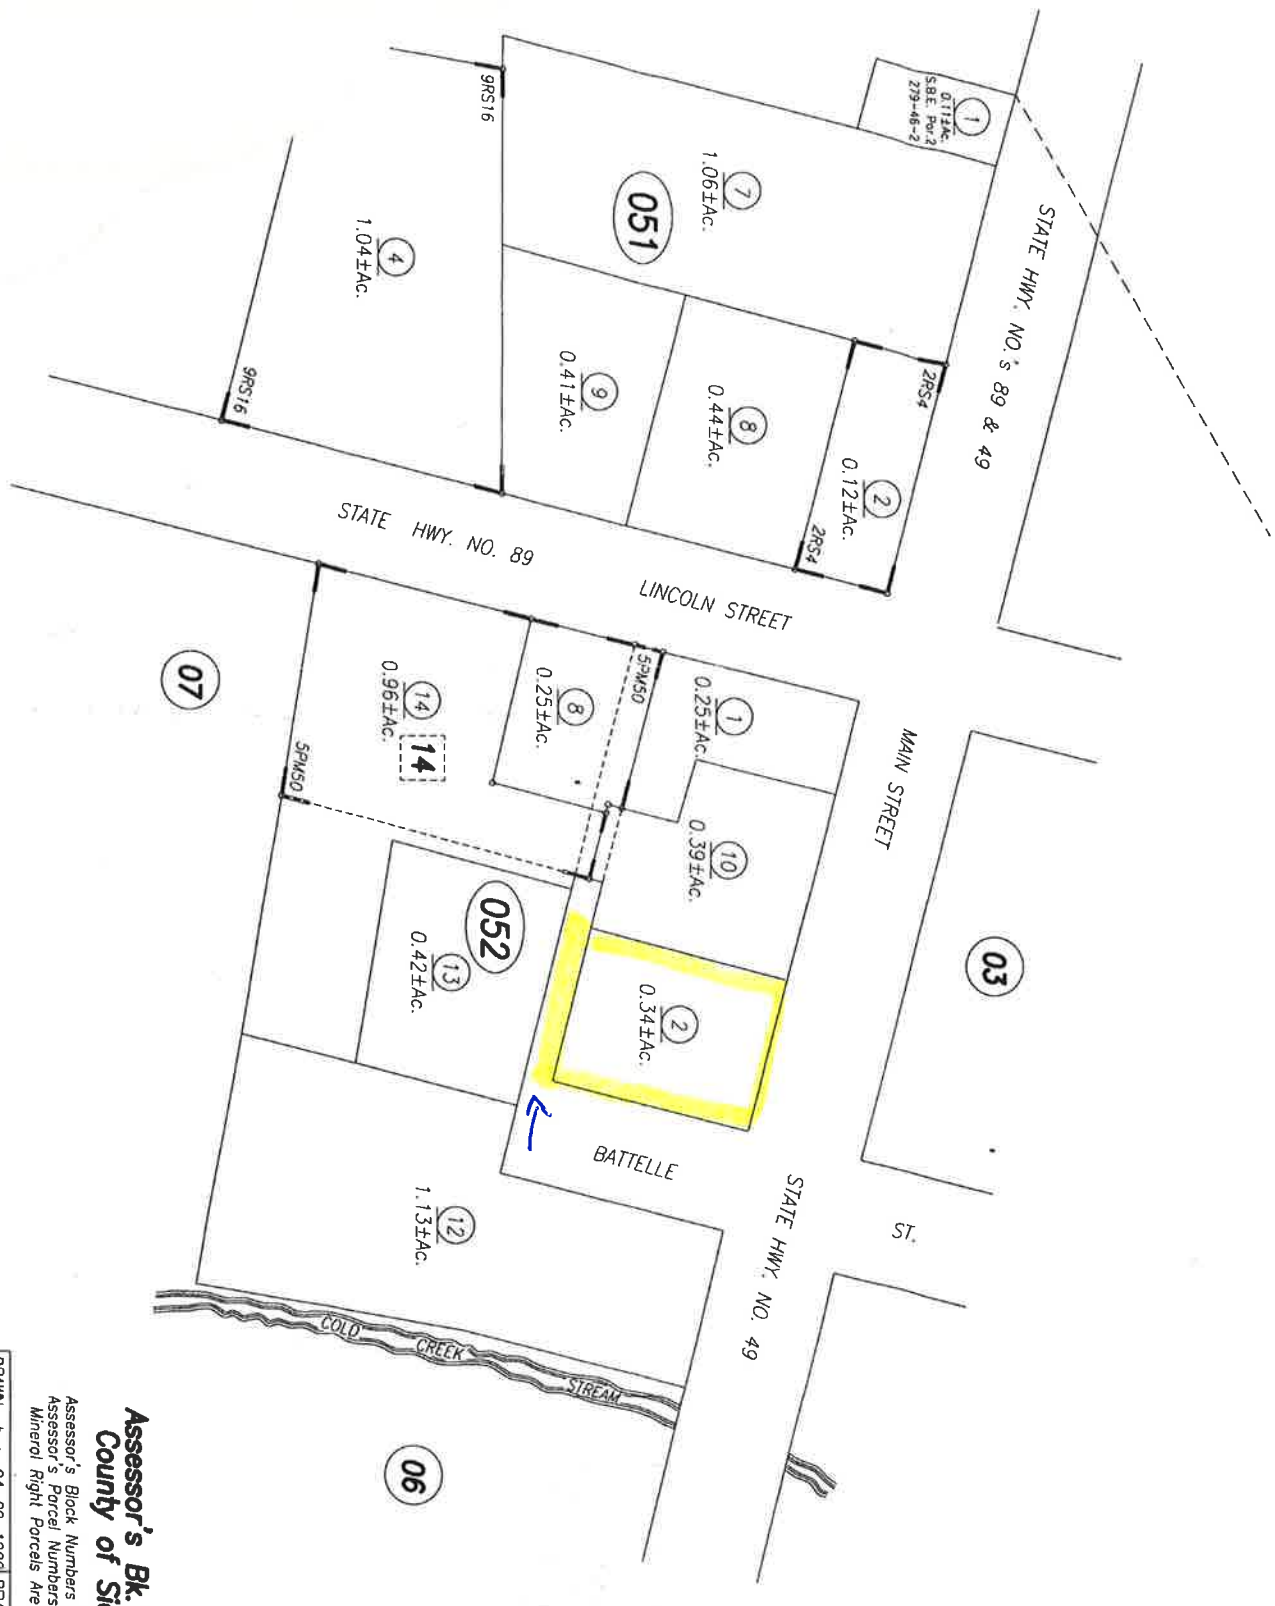 1
0.11±Ac.
S.B.E. Par.2
279-46-2
STATE HWY. NO.'s 89 & 49
7
1.06±Ac.
051
9RS16
4
1.04±Ac.
9RS16
9
0.41±Ac.
8
0.44±Ac.
2RS4
2
0.12±Ac.
2RS4
STATE HWY. NO. 89
LINCOLN STREET
MAIN STREET
07
14
0.96±Ac.
14
5PM50
8
0.25±Ac.
5PM50
1
0.25±Ac.
10
0.39±Ac.
03
052
13
0.42±Ac.
2
0.34±Ac.
BATTELLE
ST.
STATE HWY. NO. 49
12
1.13±Ac.
COLD CREEK STREAM
06
Assessor's Bk.
County of
Assessor's Block Numbers
Assessor's Parcel Numbers
Mineral Right Parcels Are